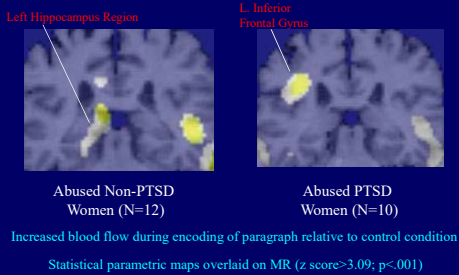 Left Hippocampus Region
L. Inferior
Frontal Gyrus
Abused Non-PTSD
Women (N=12)
Abused PTSD
Women (N=10)
Increased blood flow during encoding of paragraph relative to control condition
Statistical parametric maps overlaid on MR (z score>3.09; p<.001)